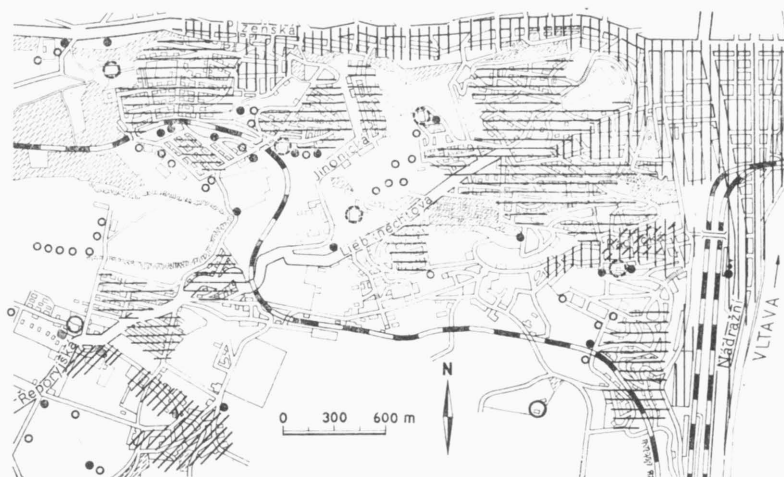 Plzeňská
Jinonická
Liebknechtova
Řeporyjská
Nádražní
VLTAVA
N
0 300 600 m